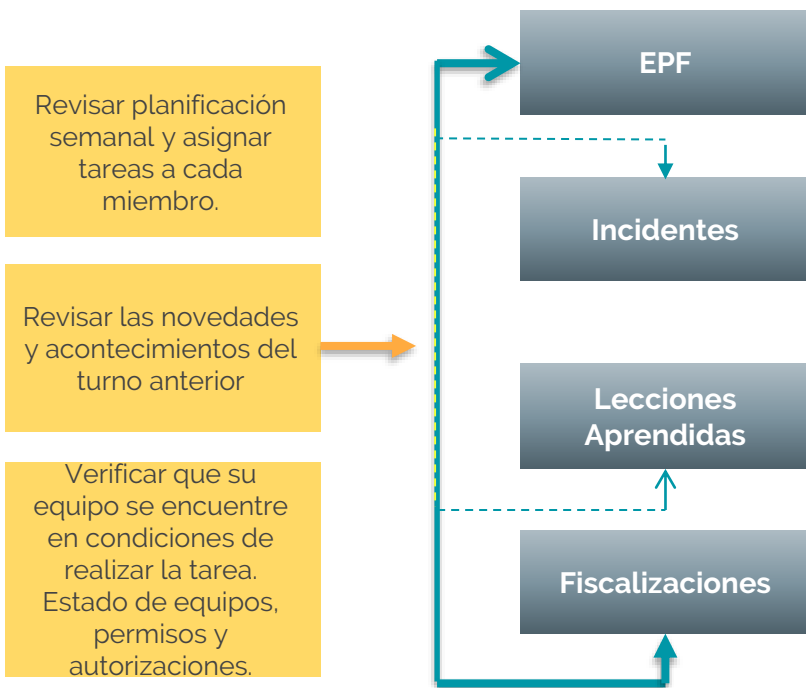 Revisar planificación
semanal y asignar
tareas a cada
miembro.
Revisar las novedades
y acontecimientos del
turno anterior
Verificar que su
equipo se encuentre
en condiciones de
realizar la tarea.
Estado de equipos,
permisos y
autorizaciones.
EPF
Incidentes
Lecciones
Aprendidas
Fiscalizaciones